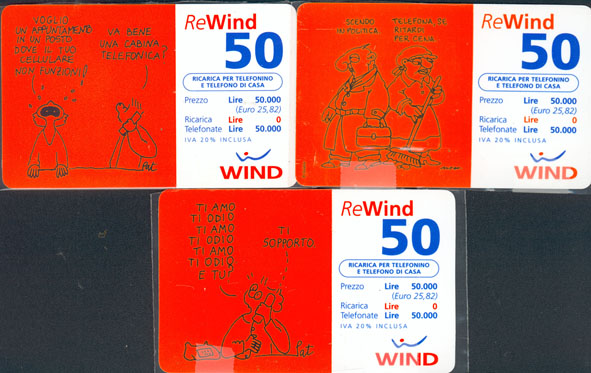 VOGLIO
UN APPUNTAMENTO
IN UN POSTO
DOVE IL TUO
CELLULARE
NON FUNZIONI!
VA BENE
UNA CABINA
TELEFONICA?
Pat
ReWind
50
RICARICA PER TELEFONINO
E TELEFONO DI CASA
Prezzo Lire 50.000
(Euro 25,82)
Ricarica Lire 0
Telefonate Lire 50.000
IVA 20% INCLUSA
WIND
SCENDO
IN POLITICA.
TELEFONA SE
RITARDI
PER CENA.
ReWind
50
RICARICA PER TELEFONINO
E TELEFONO DI CASA
Prezzo Lire 50.000
(Euro 25,82)
Ricarica Lire 0
Telefonate Lire 50.000
IVA 20% INCLUSA
WIND
TI AMO
TI ODIO
TI AMO
TI ODIO
TI AMO
TI ODIO
E TU?
TI
SOPPORTO.
Pat
ReWind
50
RICARICA PER TELEFONINO
E TELEFONO DI CASA
Prezzo Lire 50.000
(Euro 25,82)
Ricarica Lire 0
Telefonate Lire 50.000
IVA 20% INCLUSA
WIND